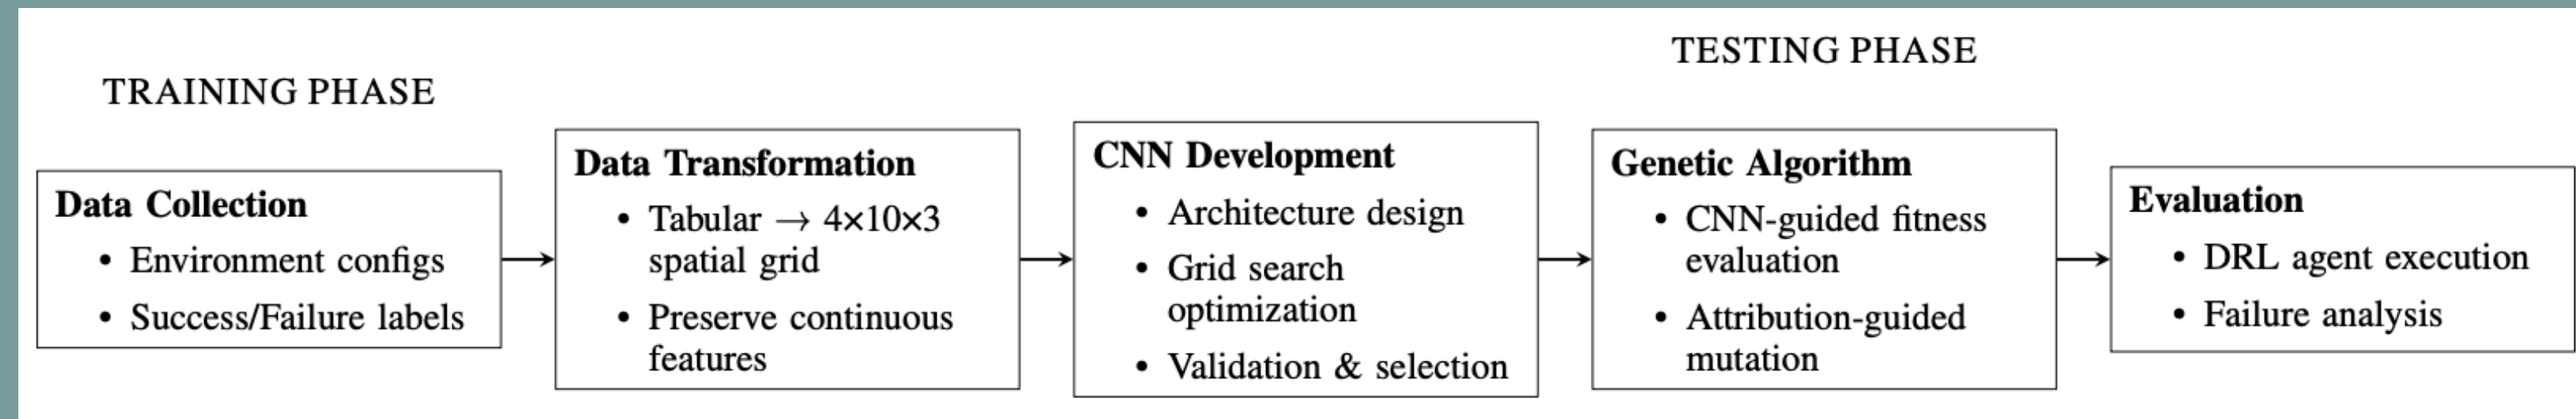 TRAINING PHASE
Data Collection
• Environment configs
• Success/Failure labels
Data Transformation
• Tabular → 4×10×3
spatial grid
• Preserve continuous
features
CNN Development
• Architecture design
• Grid search
optimization
• Validation & selection
TESTING PHASE
Genetic Algorithm
• CNN-guided fitness
evaluation
• Attribution-guided
mutation
Evaluation
• DRL agent execution
• Failure analysis